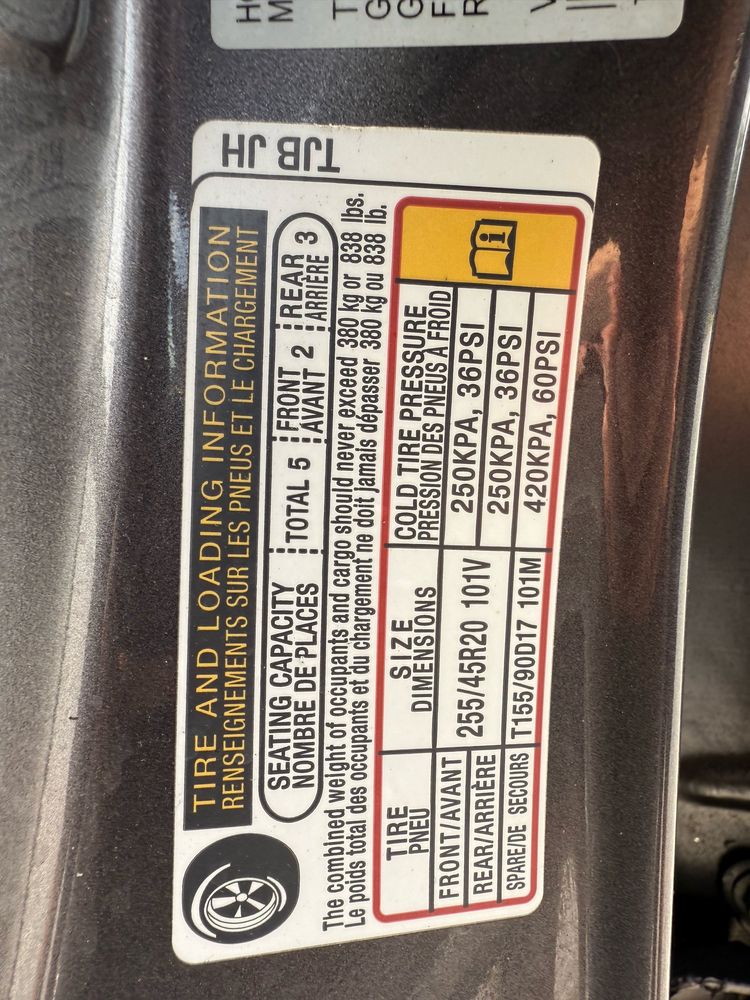 TJB JH
TIRE AND LOADING INFORMATION
RENSEIGNEMENTS SUR LES PNEUS ET LE CHARGEMENT
SEATING CAPACITY TOTAL 5 FRONT 2 REAR 3
NOMBRE DE PLACES AVANT ARRIÈRE
The combined weight of occupants and cargo should never exceed 380 kg or 838 lbs.
Le poids total des occupants et du chargement ne doit jamais dépasser 380 kg ou 838 lb.
TIRE SIZE COLD TIRE PRESSURE
PNEU DIMENSIONS PRESSION DES PNEUS À FROID
FRONT/AVANT 255/45R20 101V 250KPA, 36PSI
REAR/ARRIÈRE 250KPA, 36PSI
SPARE/DE SECOURS T155/90D17 101M 420KPA, 60PSI